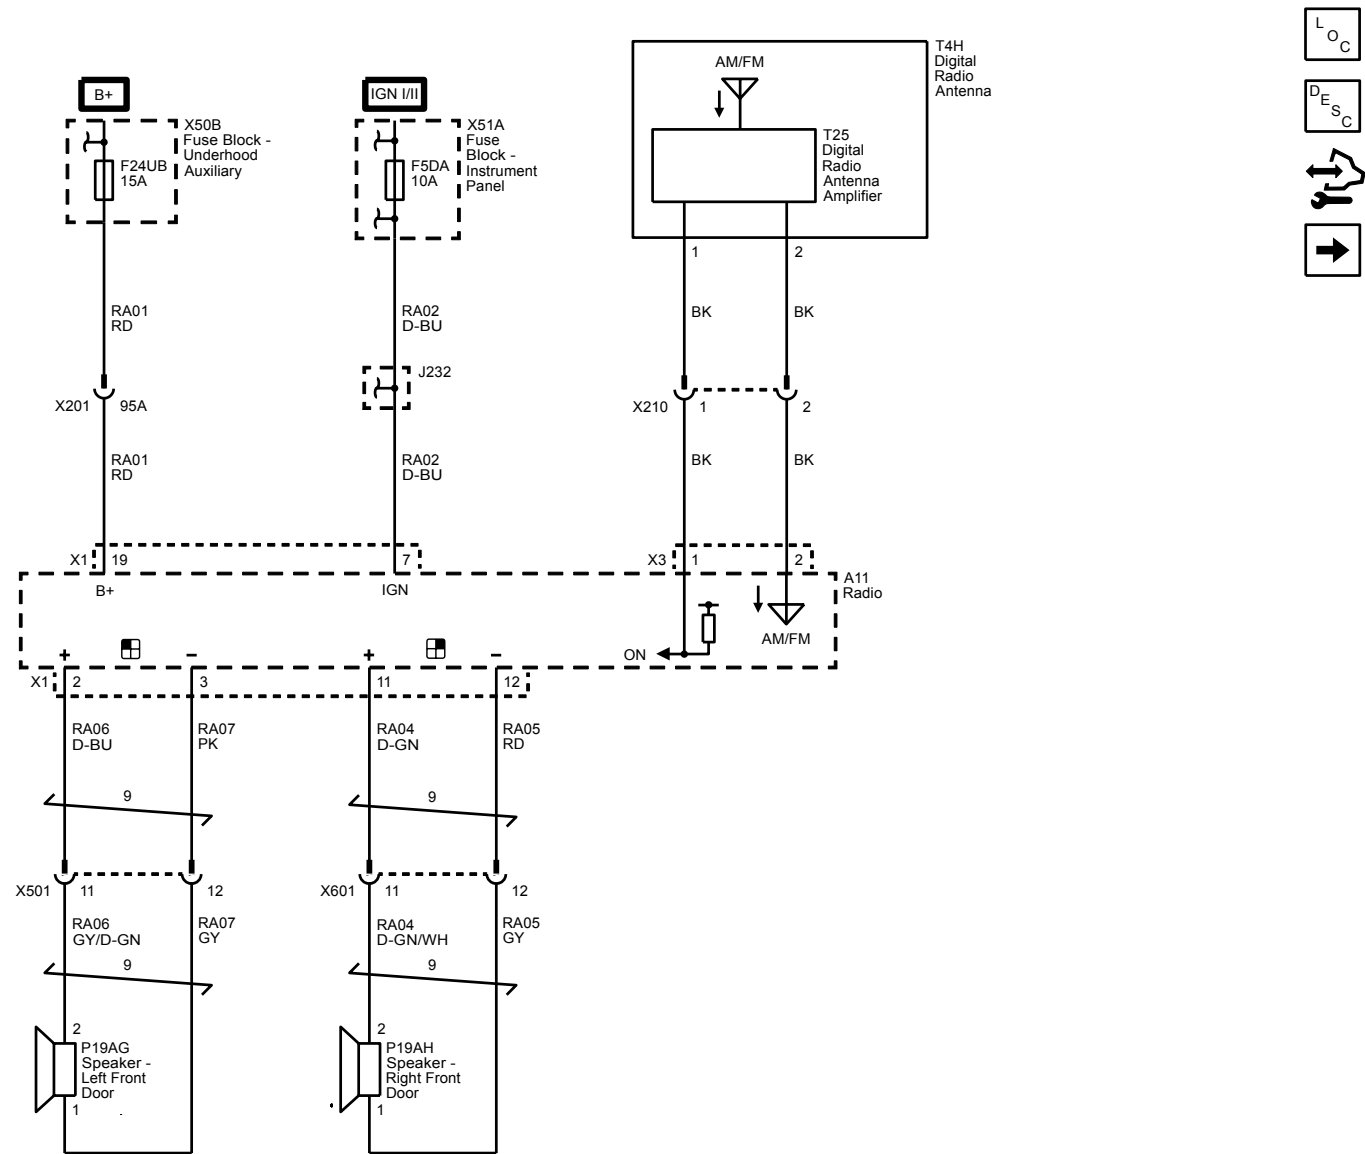 L
O
C
D
E
S
C
T4H
Digital
Radio
Antenna
AM/FM
T25
Digital
Radio
Antenna
Amplifier
B+
X50B
Fuse Block -
Underhood
Auxiliary
F24UB
15A
IGN I/II
X51A
Fuse
Block -
Instrument
Panel
F5DA
10A
1
2
RA01
RD
RA02
D-BU
BK
BK
J232
X201
95A
X210
1
2
RA01
RD
RA02
D-BU
BK
BK
X1
19
7
X3
1
2
B+
IGN
A11
Radio
AM/FM
ON
+
−
+
−
X1
2
3
11
12
RA06
D-BU
RA07
PK
RA04
D-GN
RA05
RD
9
9
X501
11
12
X601
11
12
RA06
GY/D-GN
RA07
GY
RA04
D-GN/WH
RA05
GY
9
9
2
P19AG
Speaker -
Left Front
Door
1
2
P19AH
Speaker -
Right Front
Door
1